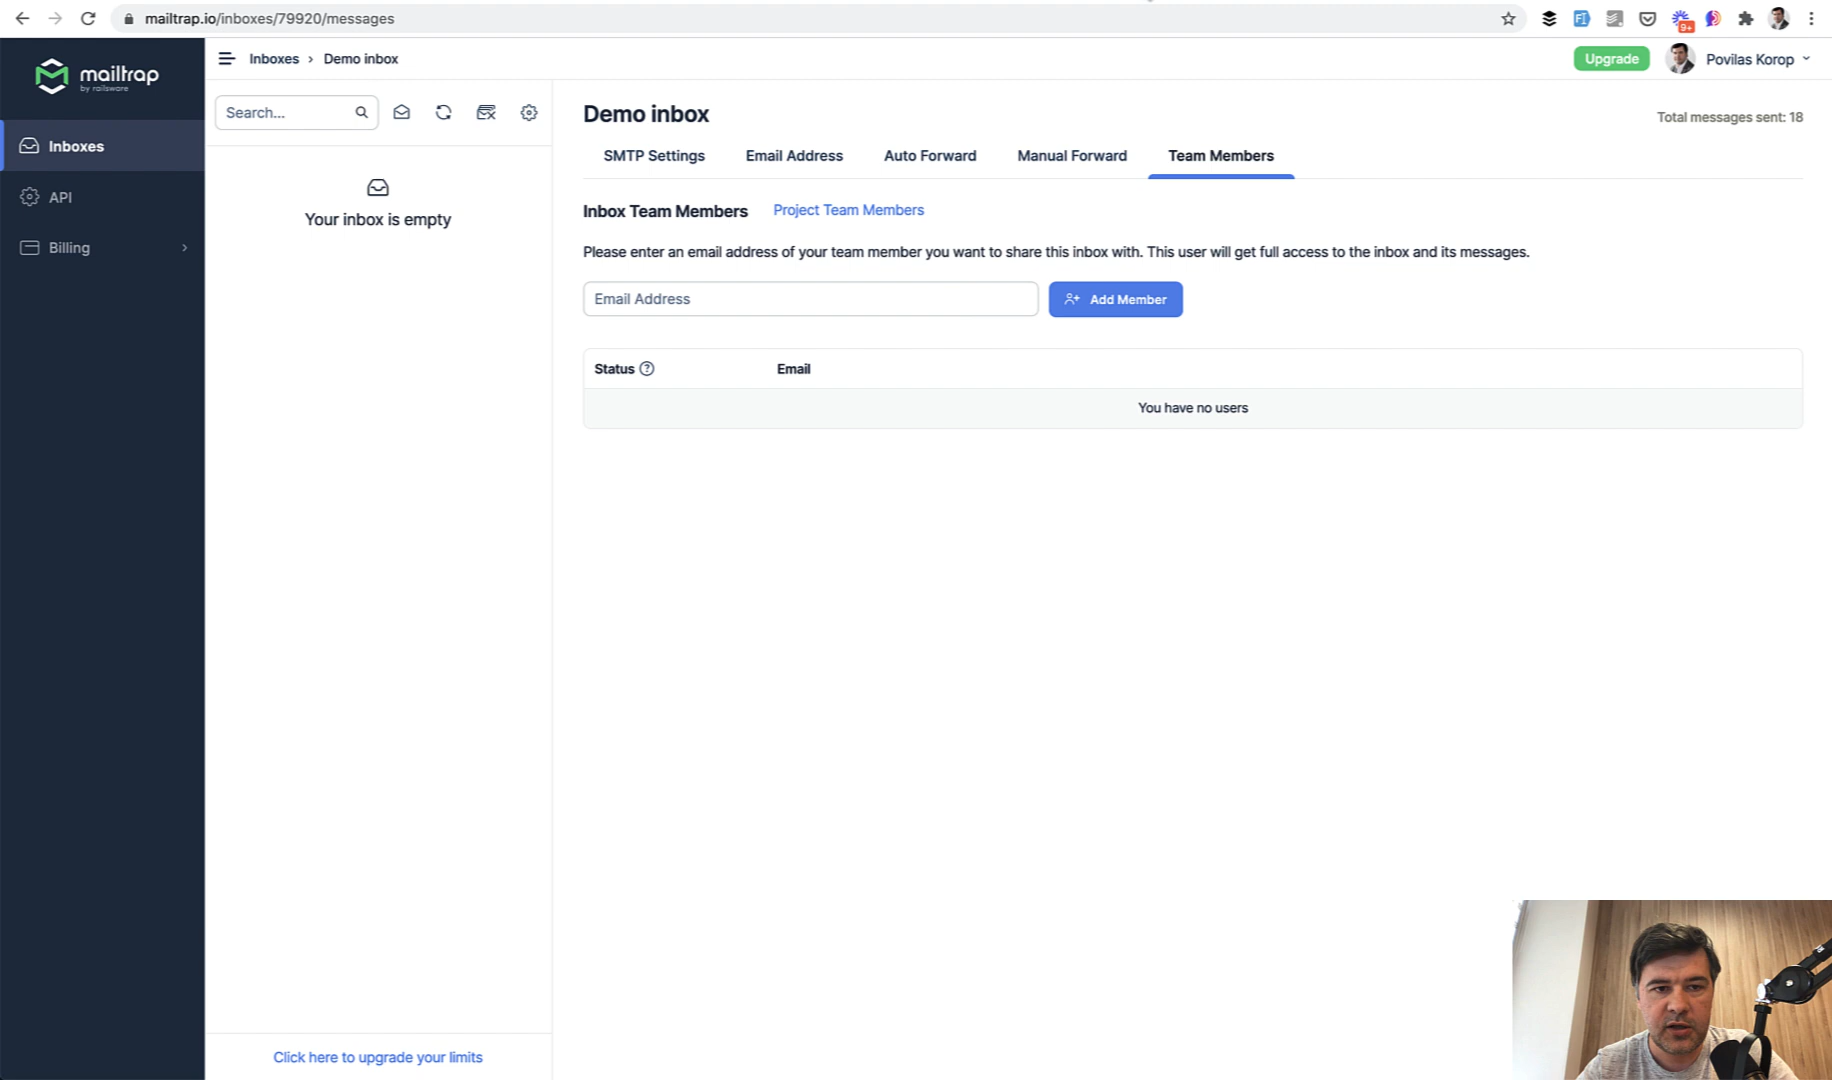 mailtrap.io/inboxes/79920/messages
9+
mailtrap
by railsware
Inboxes › Demo inbox
Upgrade
Povilas Korop
Inboxes
API
Billing
Search...
Your inbox is empty
Click here to upgrade your limits
Demo inbox
Total messages sent: 18
SMTP Settings Email Address Auto Forward Manual Forward Team Members
Inbox Team Members Project Team Members
Please enter an email address of your team member you want to share this inbox with. This user will get full access to the inbox and its messages.
Email Address Add Member
Status ? Email
You have no users